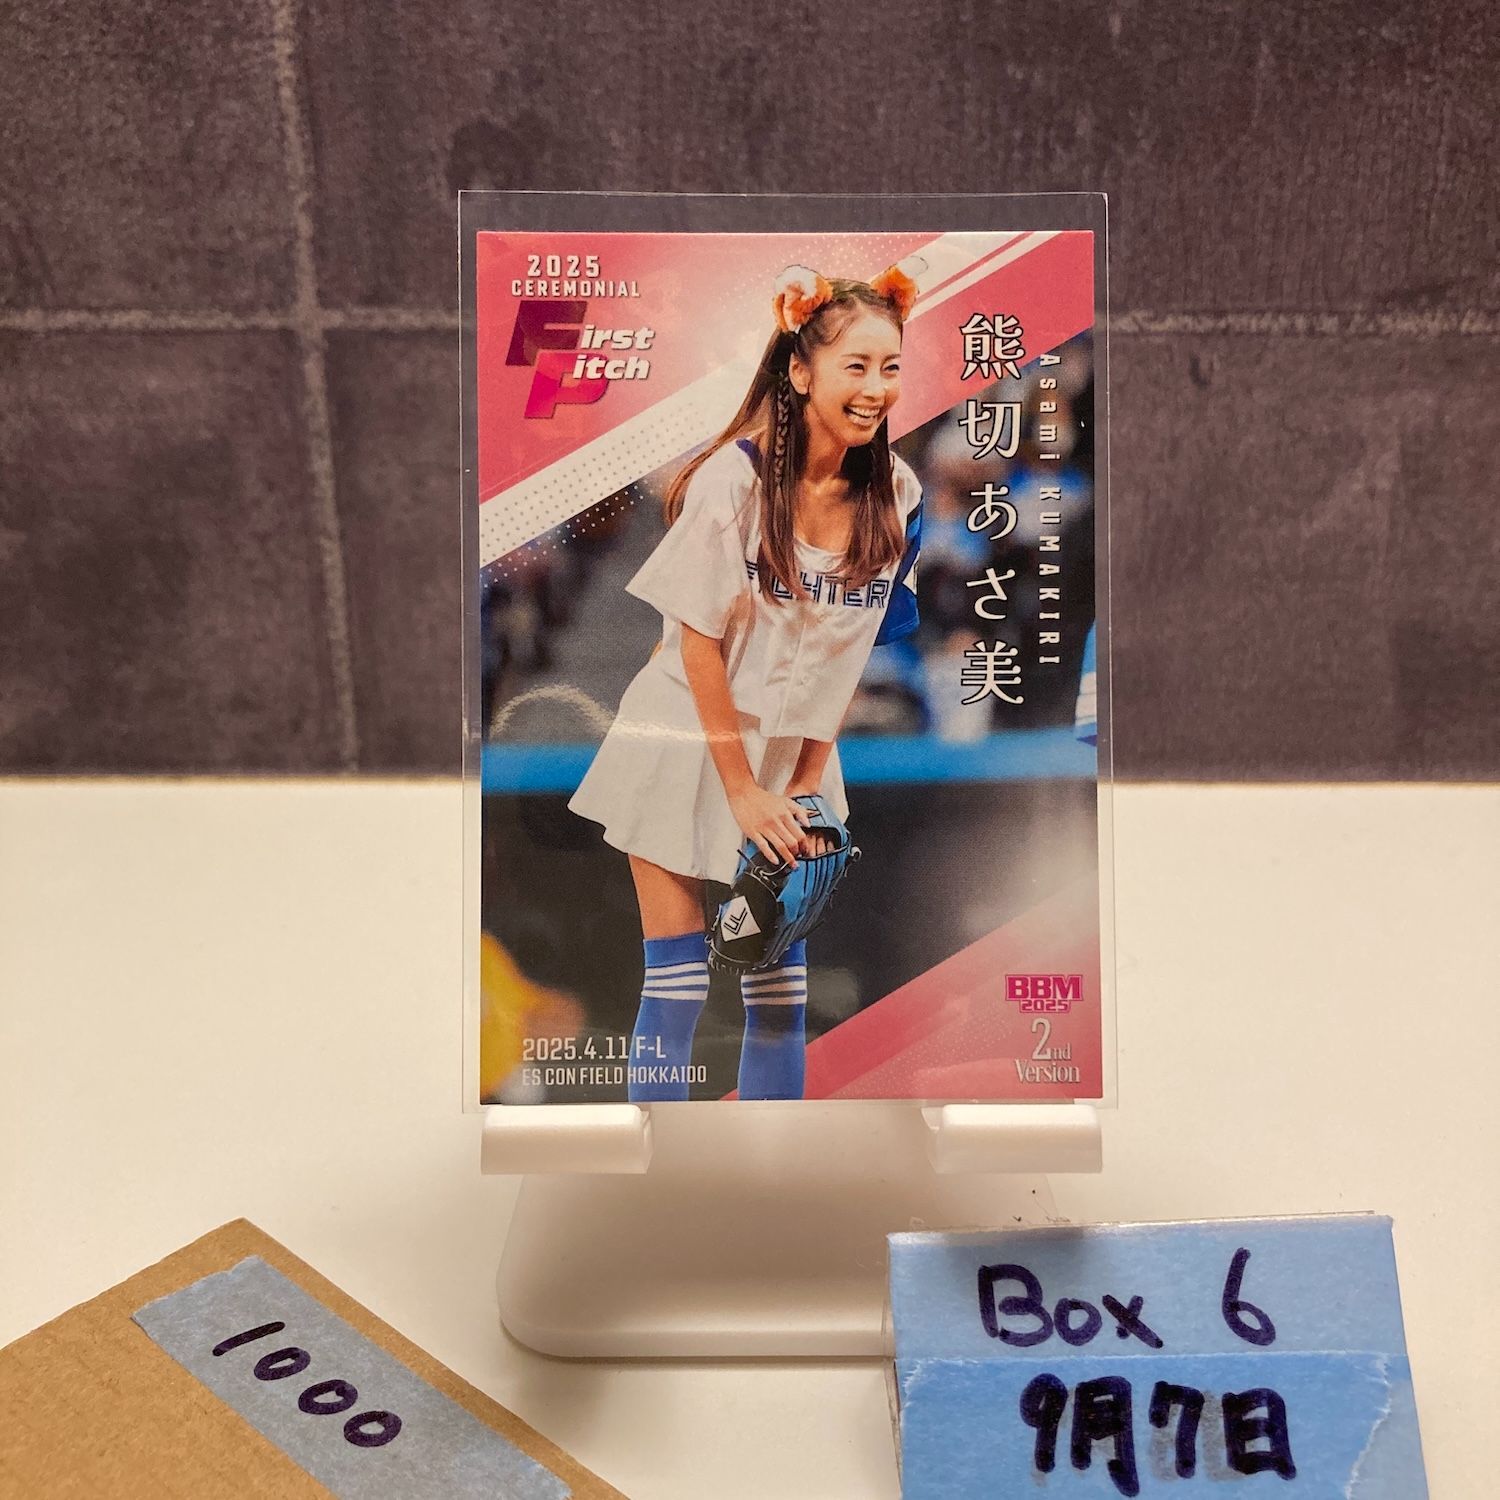 2025
CEREMONIAL
First
Pitch
熊切あさ美
Asami KUMAKIRI
FIGHTER
2025.4.11 F-L
ES CON FIELD HOKKAIDO
BBM
2025
2nd
Version
1000
Box 6
9月7日